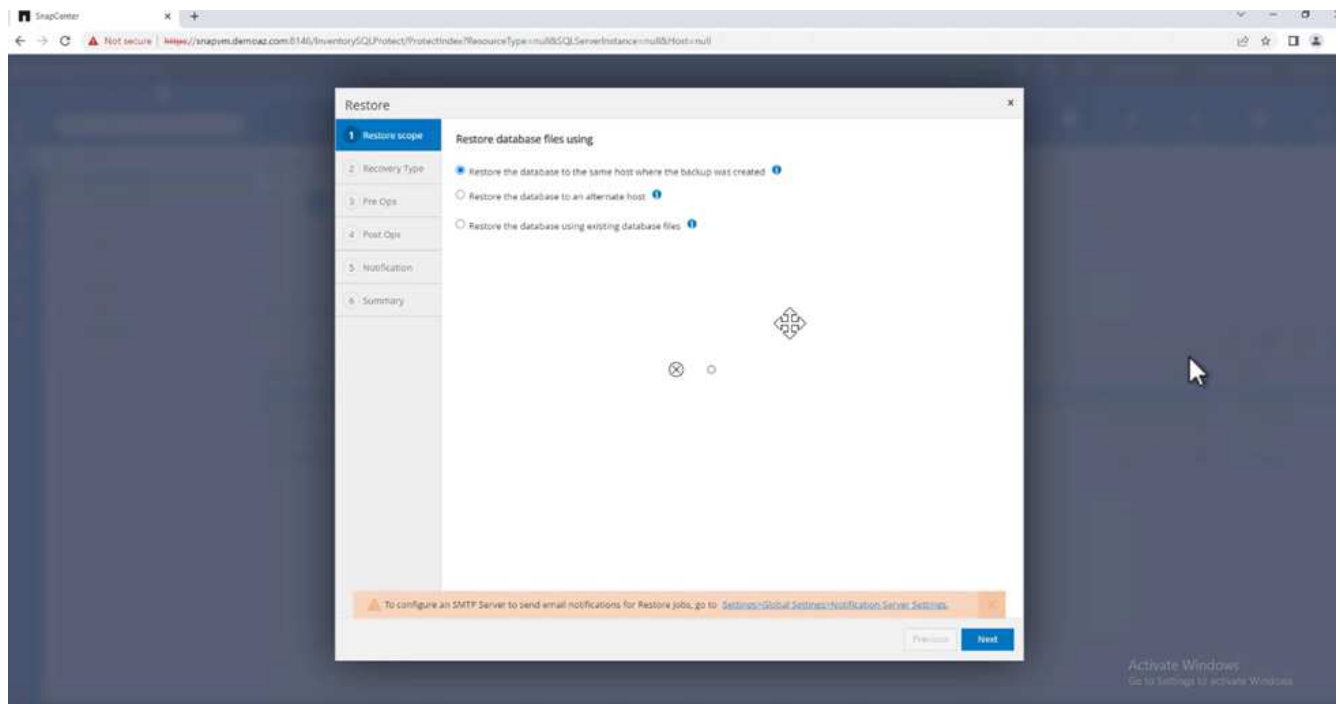 SnapCenter
Not secure https://snapvm.demoaz.com:8146/InventorySQLProtect/ProtectIndex?ResourceType=null&SQLServerInstance=null&Host=null
Restore
1 Restore scope
2 Recovery Type
3 Pre Ops
4 Post Ops
5 Notification
6 Summary
Restore database files using
Restore the database to the same host where the backup was created
Restore the database to an alternate host
Restore the database using existing database files
To configure an SMTP Server to send email notifications for Restore jobs, go to Settings>Global Settings>Notification Server Settings.
Previous Next
Activate Windows
Go to Settings to activate Windows.